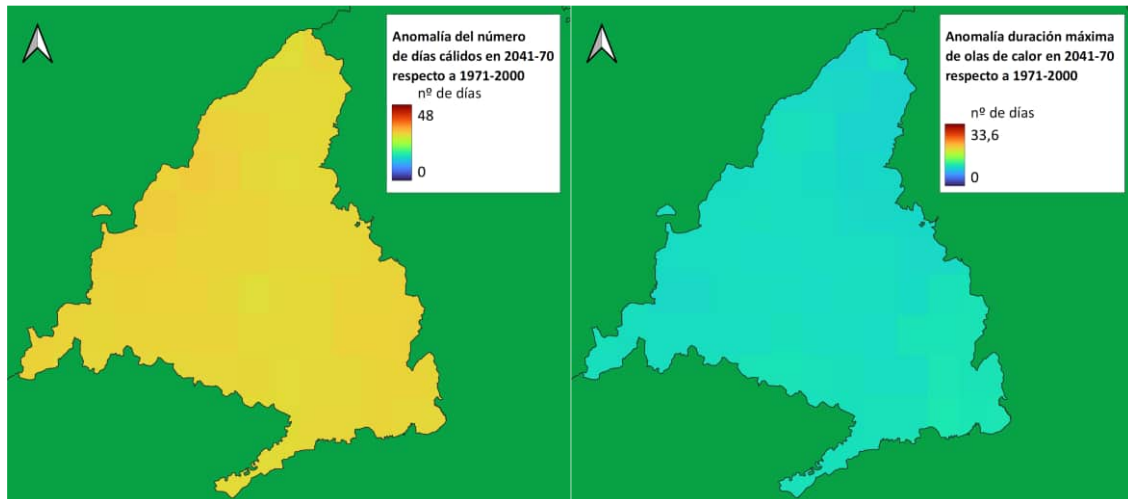 Anomalía del número
de días cálidos en 2041-70
respecto a 1971-2000
nº de días
48
0
Anomalía duración máxima
de olas de calor en 2041-70
respecto a 1971-2000
nº de días
33,6
0